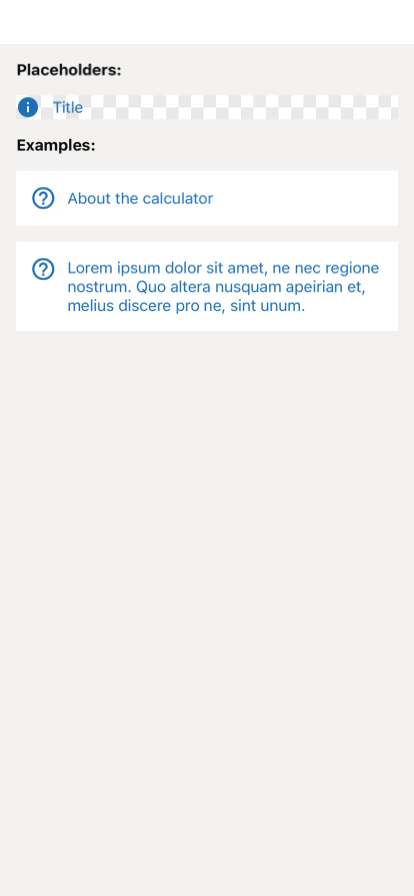 Placeholders:
Title
Examples:
About the calculator
Lorem ipsum dolor sit amet, ne nec regione
nostrum. Quo altera nusquam apeirian et,
melius discere pro ne, sint unum.